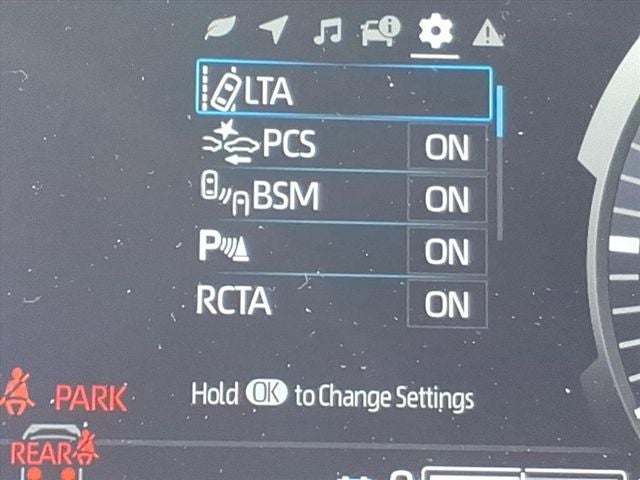 LTA
PCS ON
BSM ON
P ON
RCTA ON
Hold OK to Change Settings
PARK
REAR